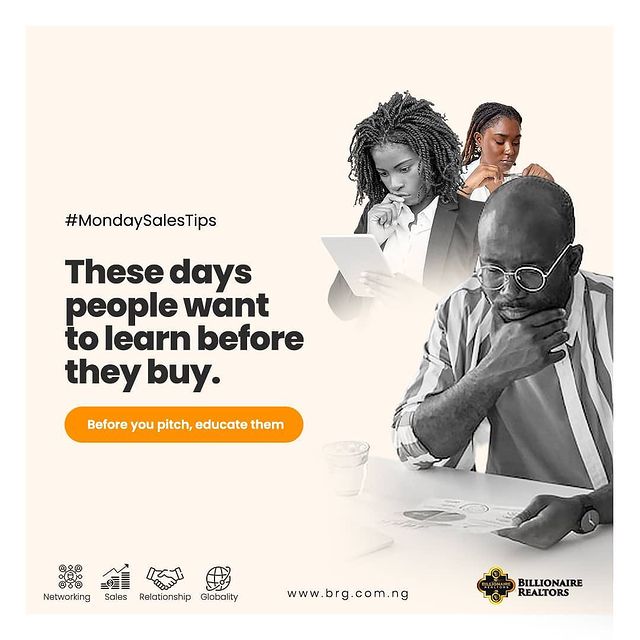 #MondaySalesTips
These days
people want
to learn before
they buy.
Before you pitch, educate them
Networking
Sales
Relationship
Globality
www.brg.com.ng
BILLIONAIRE
REALTORS